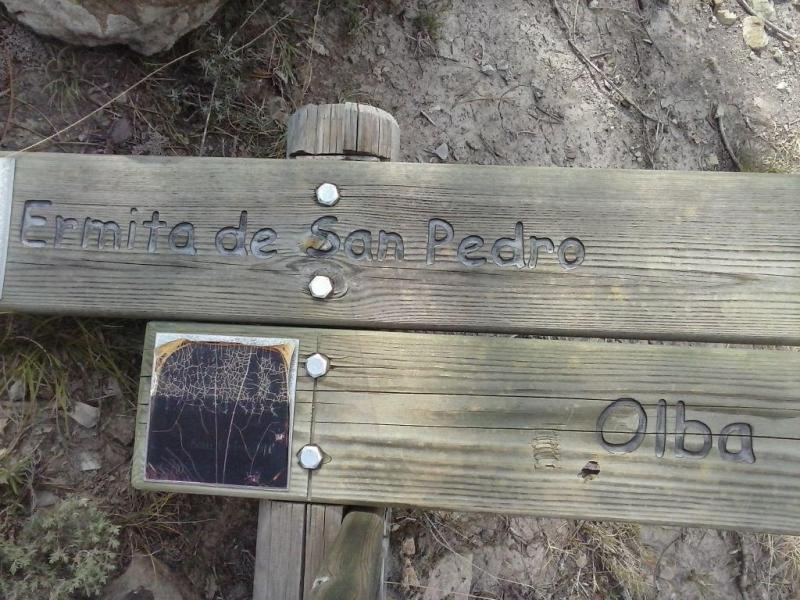 Ermita de San Pedro
Olba